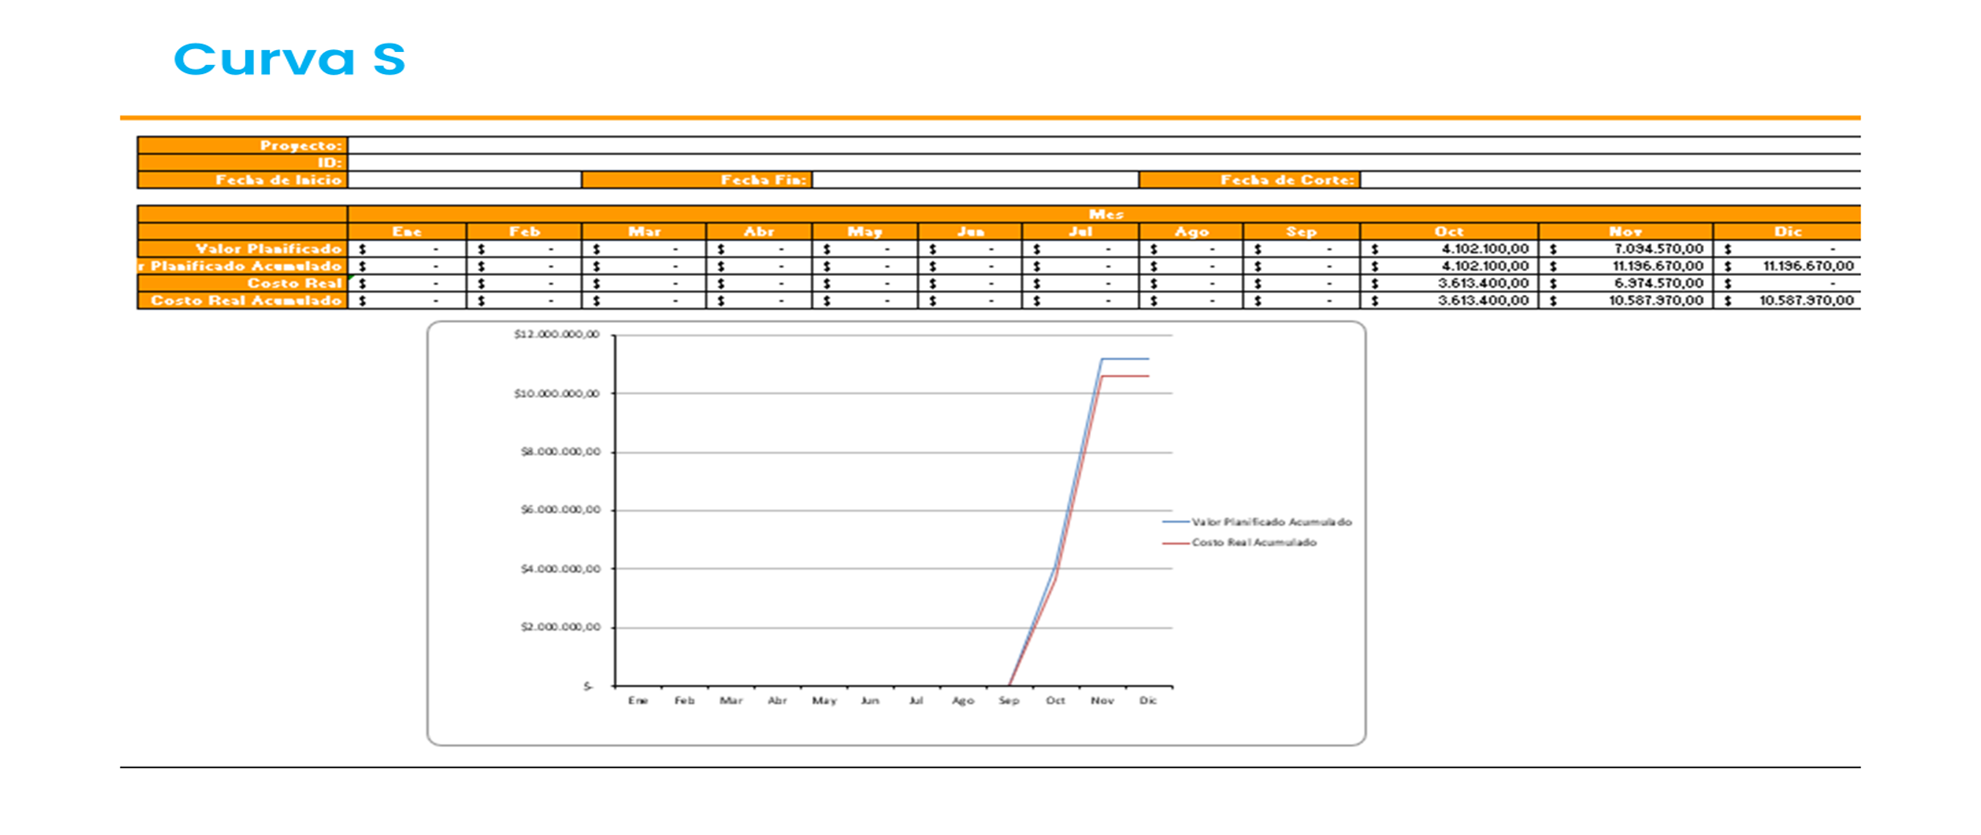 Curva S
Proyecto:
ID:
Fecha de Inicio Fecha Fin: Fecha de Corte:
Mes
Ene Feb Mar Abr May Jun Jul Ago Sep Oct Nov Dic
Valor Planificado $ - $ - $ - $ - $ - $ - $ - $ - $ - $ 4.102.100,00 $ 7.094.570,00 $ -
r Planificado Acumulado $ - $ - $ - $ - $ - $ - $ - $ - $ - $ 4.102.100,00 $ 11.196.670,00 $ 11.196.670,00
Costo Real $ - $ - $ - $ - $ - $ - $ - $ - $ - $ 3.613.400,00 $ 6.974.570,00 $ -
Costo Real Acumulado $ - $ - $ - $ - $ - $ - $ - $ - $ - $ 3.613.400,00 $ 10.587.970,00 $ 10.587.970,00
$12.000.000,00
$10.000.000,00
$8.000.000,00
$6.000.000,00
$4.000.000,00
$2.000.000,00
$-
Ene Feb Mar Abr May Jun Jul Ago Sep Oct Nov Dic
Valor Planificado Acumulado
Costo Real Acumulado